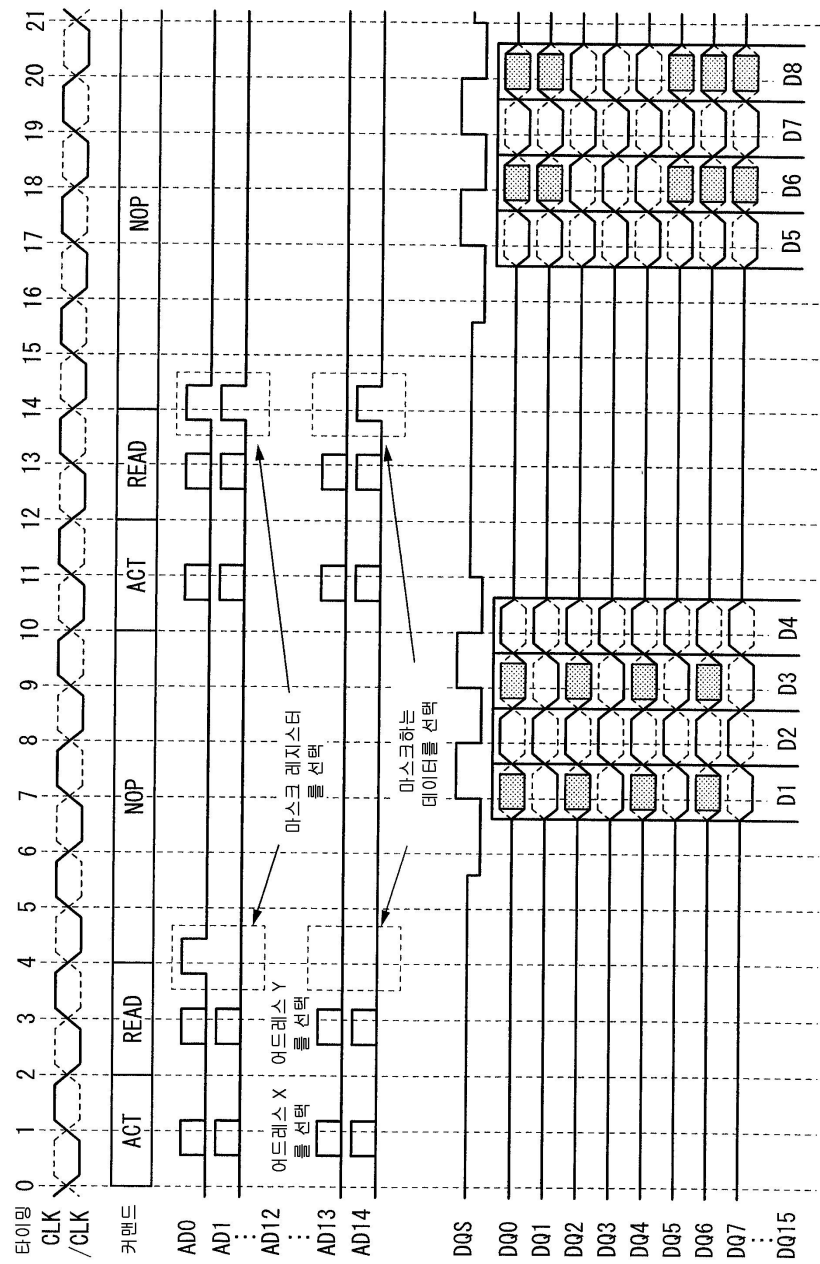 타이밍 0 1 2 3 4 5 6 7 8 9 10 11 12 13 14 15 16 17 18 19 20 21
CLK
/CLK
커맨드 ACT READ NOP ACT READ NOP
AD0
AD1
AD12
AD13
AD14
어드레스 X
를 선택
어드레스 Y
를 선택
마스크 레지스터
를 선택
마스크하는
데이터를 선택
DQS
DQ0
DQ1
DQ2
DQ3
DQ4
DQ5
DQ6
DQ7
DQ15
D1 D2 D3 D4 D5 D6 D7 D8